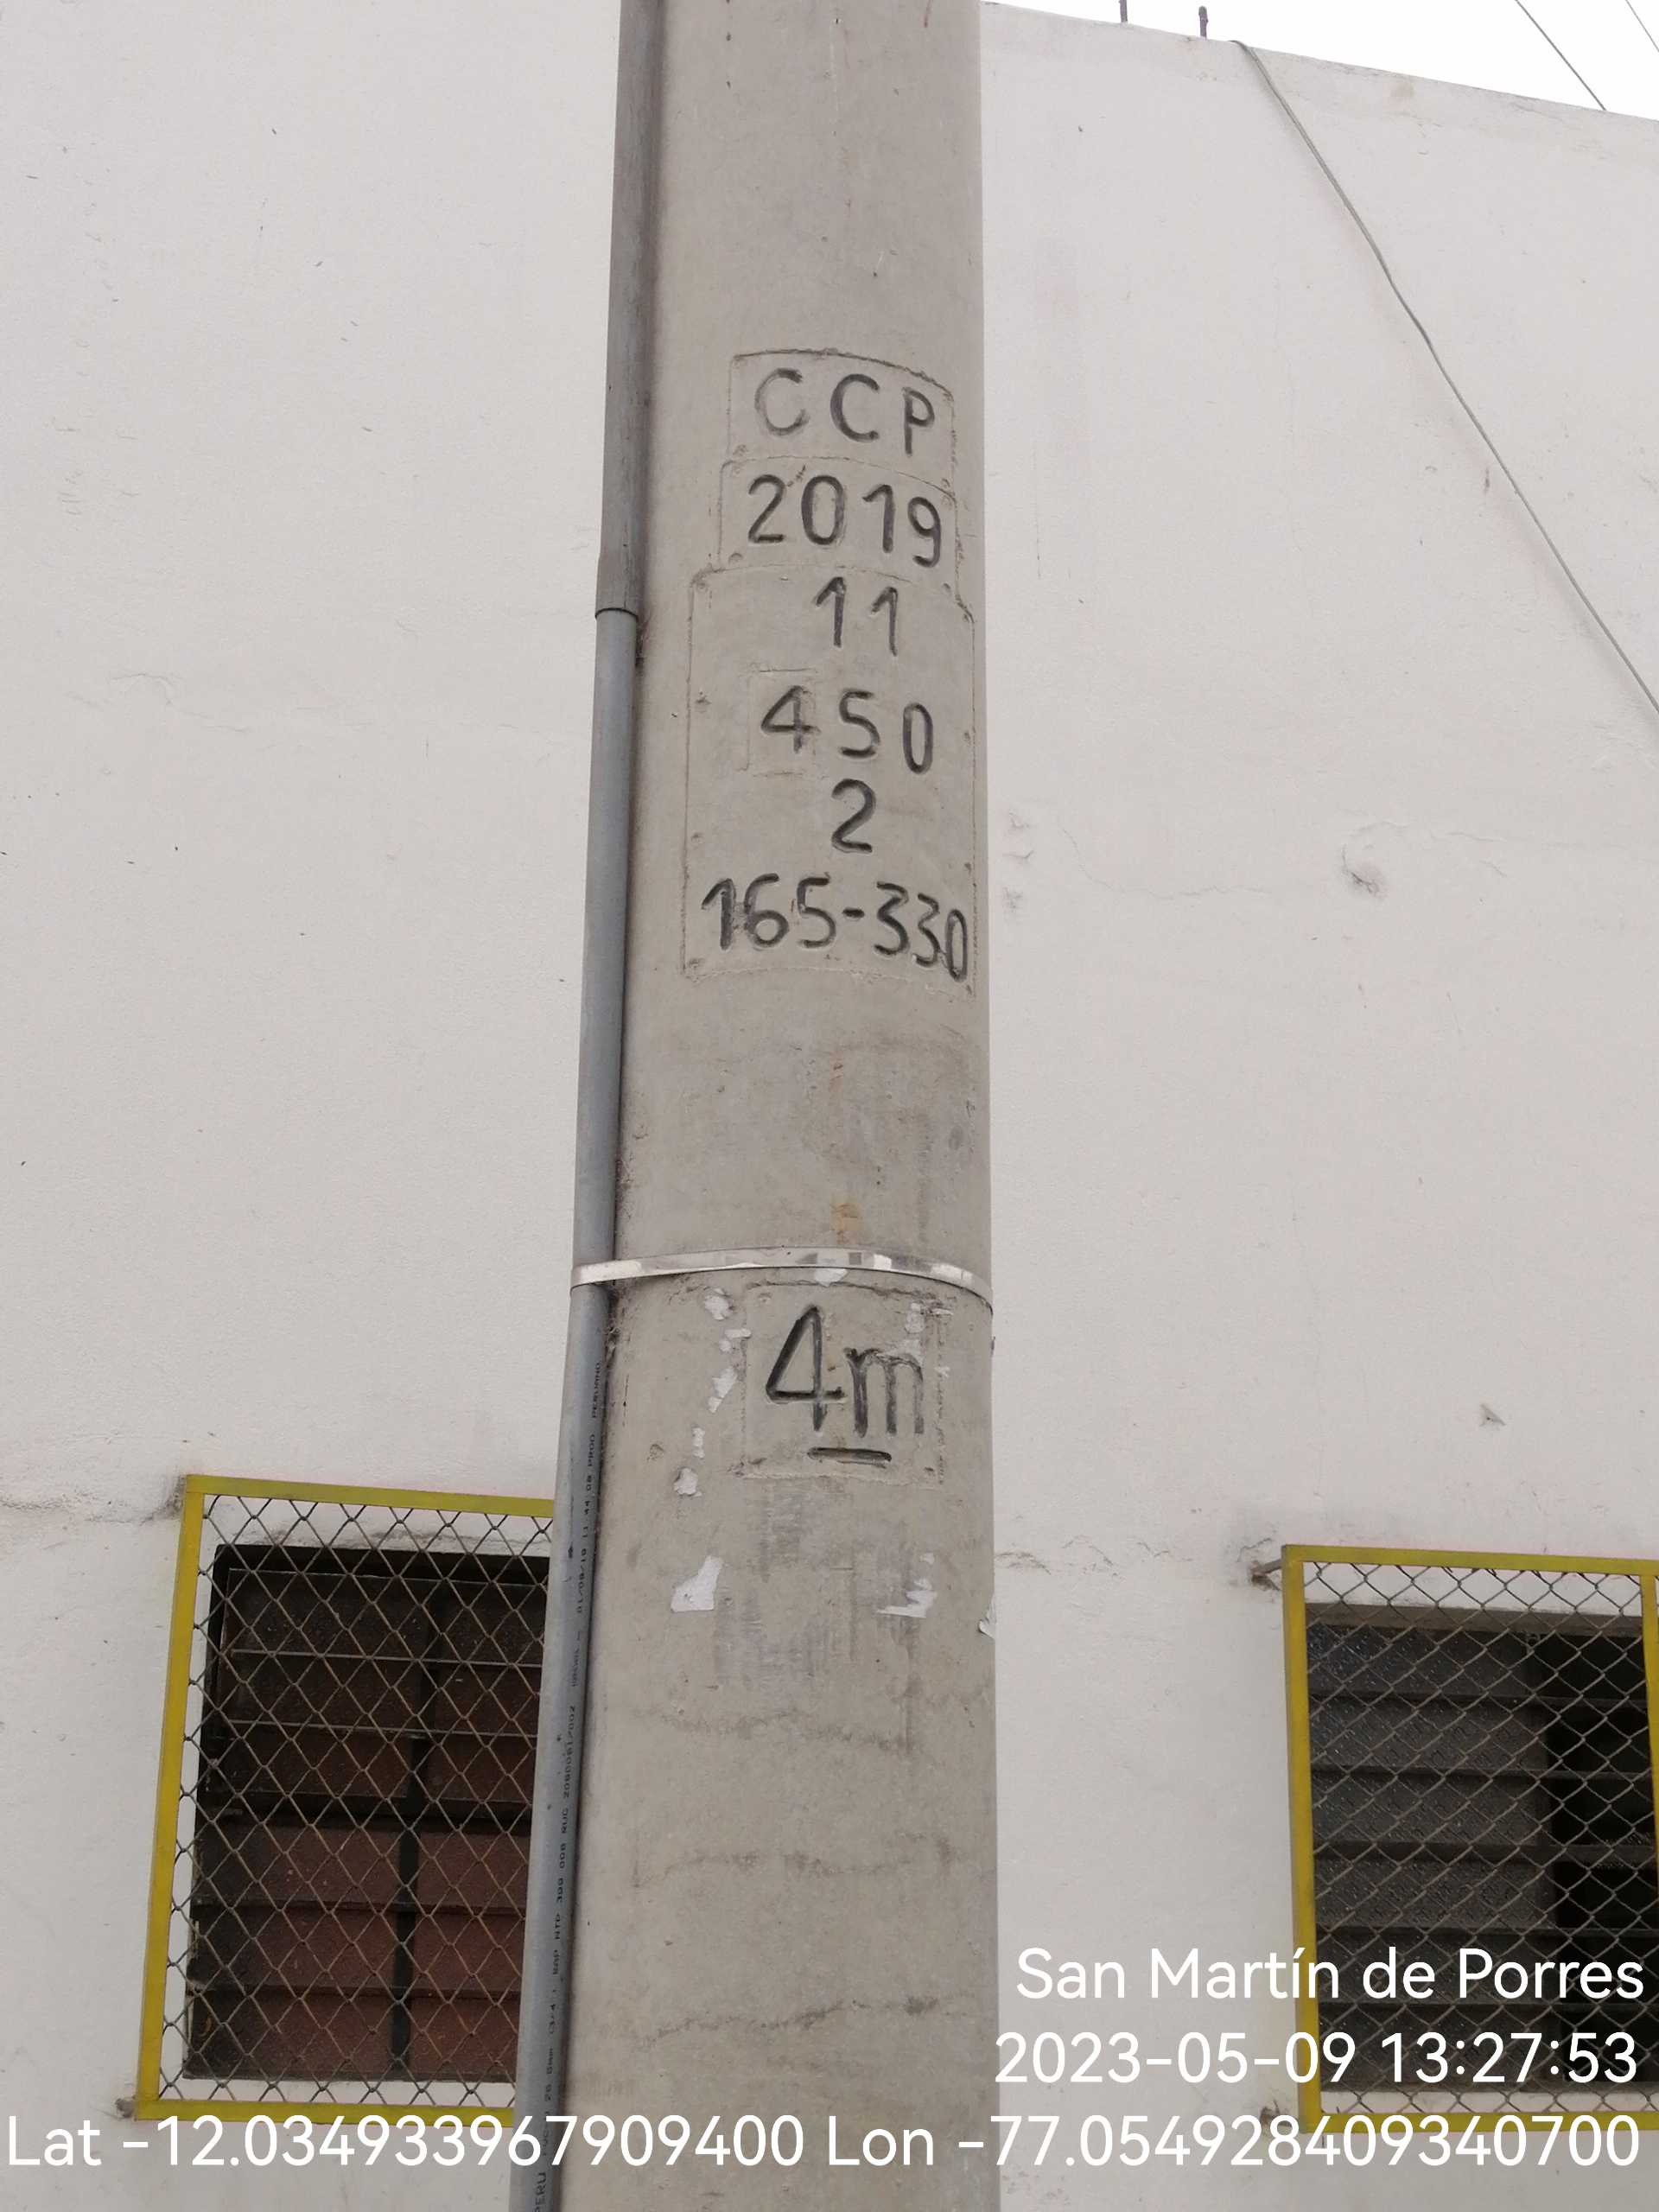 CCP
2019
11
450
2
165-330
4m
San Martín de Porres
2023-05-09 13:27:53
Lat -12.034933967909400 Lon -77.054928409340700